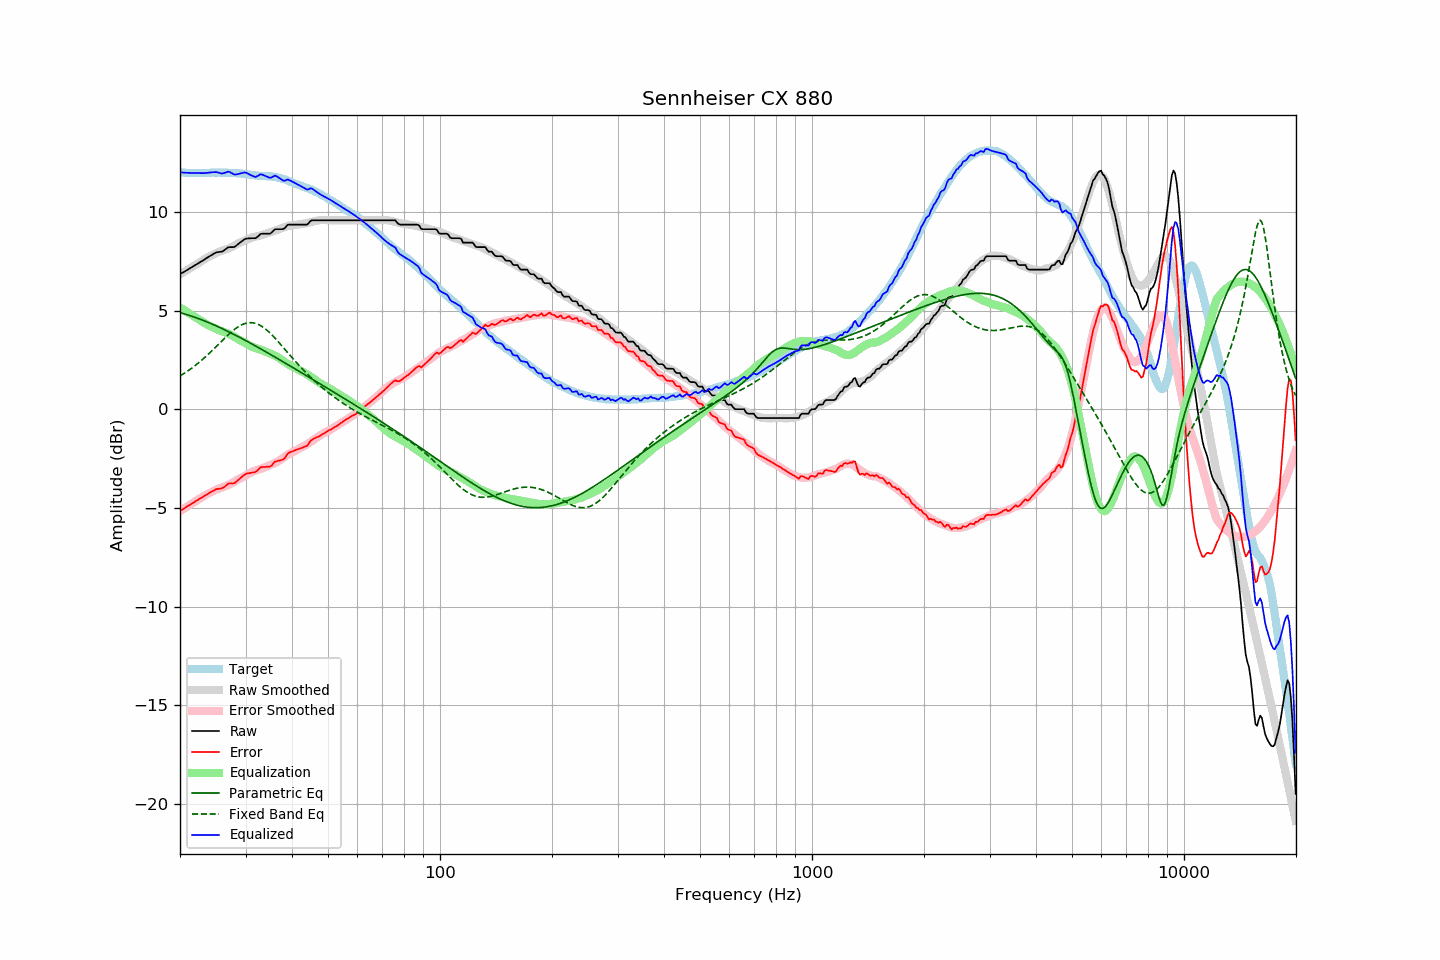 Sennheiser CX 880
Amplitude (dBr)
10
5
0
−5
−10
−15
−20
Target
Raw Smoothed
Error Smoothed
Raw
Error
Equalization
Parametric Eq
Fixed Band Eq
Equalized
100
1000
10000
Frequency (Hz)